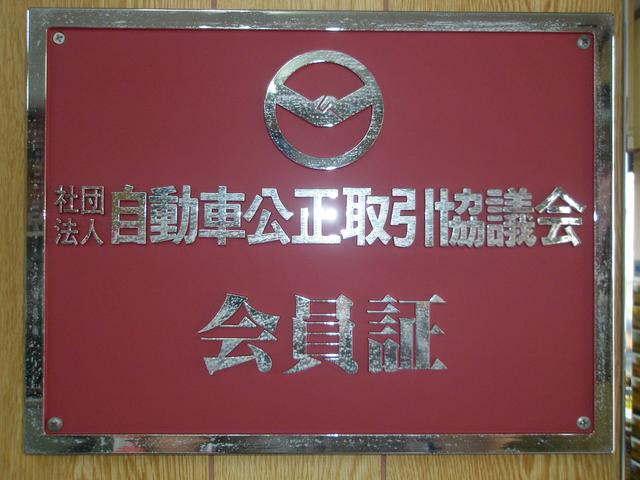 社団法人 自動車公正取引協議会
会員証